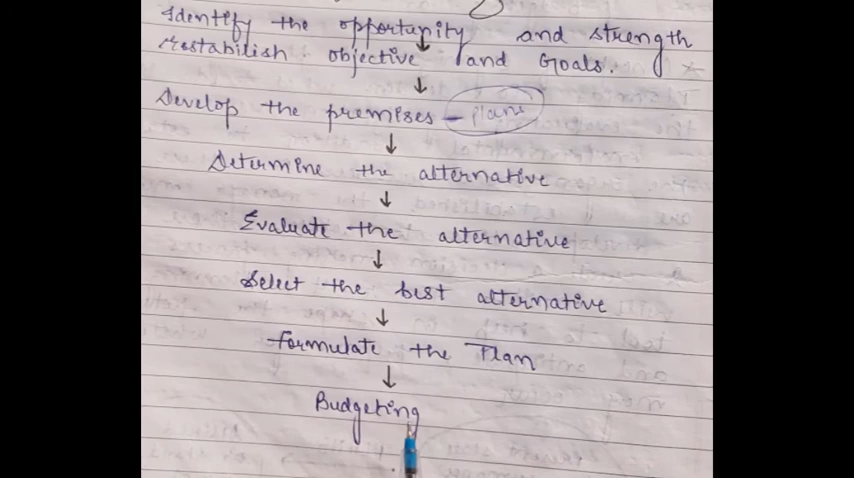 Identify the opportunity and strength
↓
restabilish objective and Goals.
↓
Develop the premises - plans
↓
Determine the alternative
↓
Evaluate the alternative
↓
Select the best alternative
↓
formulate the Plan
↓
Budgeting